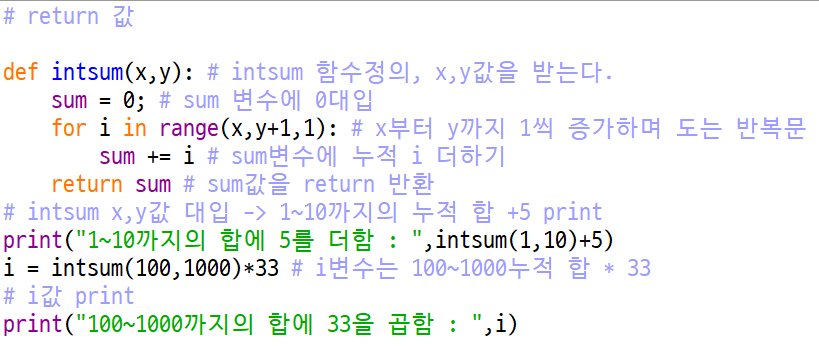 # return 값
def intsum(x,y): # intsum 함수정의, x,y값을 받는다.
    sum = 0; # sum 변수에 0대입
    for i in range(x,y+1,1): # x부터 y까지 1씩 증가하며 도는 반복문
        sum += i # sum변수에 누적 i 더하기
    return sum # sum값을 return 반환
# intsum x,y값 대입 -> 1~10까지의 누적 합 +5 print
print("1~10까지의 합에 5를 더함 : ",intsum(1,10)+5)
i = intsum(100,1000)*33 # i변수는 100~1000누적 합 * 33
# i값 print
print("100~1000까지의 합에 33을 곱함 : ",i)